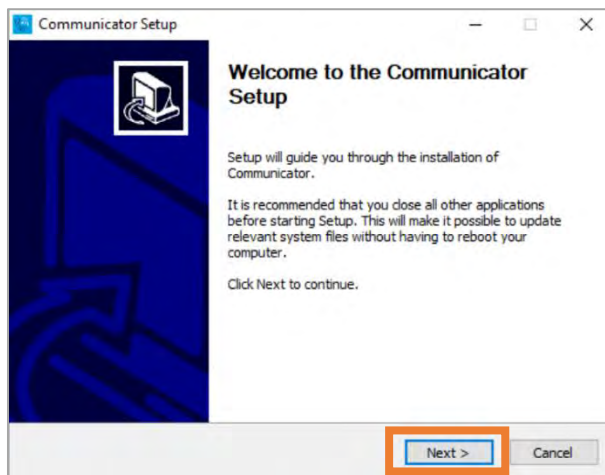 Communicator Setup
Welcome to the Communicator
Setup
Setup will guide you through the installation of
Communicator.
It is recommended that you close all other applications
before starting Setup. This will make it possible to update
relevant system files without having to reboot your
computer.
Click Next to continue.
Next >
Cancel